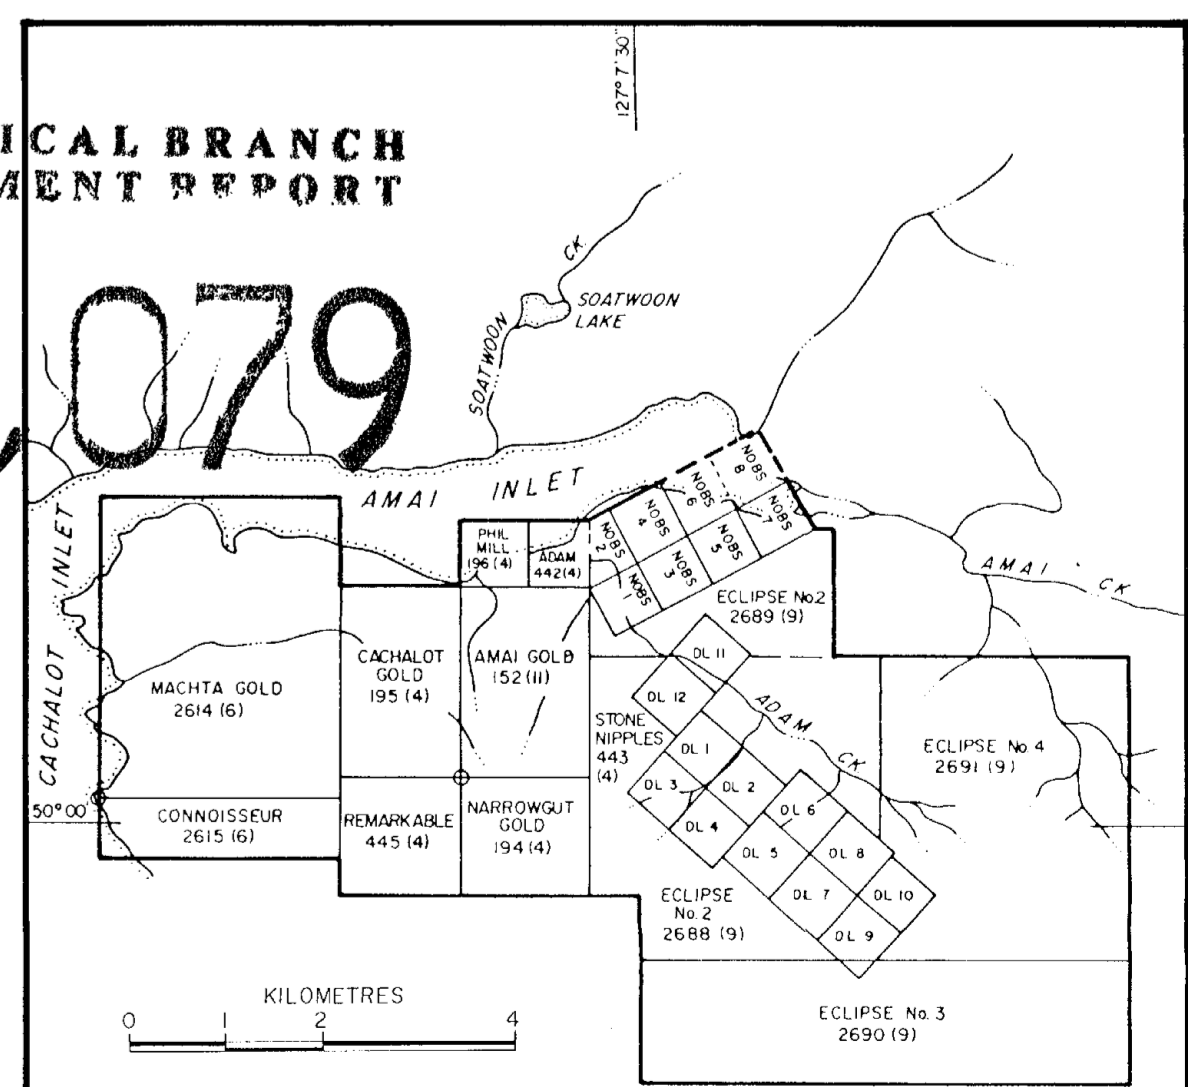 127° 7' 30"
ICAL BRANCH
MENT REPORT
079
SOATWOON CK.
SOATWOON
LAKE
AMAI INLET
CACHALOT INLET
PHIL
MILL
196 (4)
ADAM
442 (4)
NOBS 2
NOBS 4
NOBS 6
NOBS 8
NOBS 1
NOBS 3
NOBS 5
NOBS 7
AMAI CK
ECLIPSE No.2
2689 (9)
MACHTA GOLD
2614 (6)
CACHALOT
GOLD
195 (4)
AMAI GOLD
152 (11)
STONE
NIPPLES
443
(4)
DL 11
DL 12
ADAM CK
DL 1
DL 2
DL 3
DL 4
DL 6
DL 5
DL 8
DL 7
DL 10
DL 9
ECLIPSE No 4
2691 (9)
50° 00'
CONNOISSEUR
2615 (6)
REMARKABLE
445 (4)
NARROWGUT
GOLD
194 (4)
ECLIPSE
No. 2
2688 (9)
ECLIPSE No. 3
2690 (9)
KILOMETRES
0 1 2 4